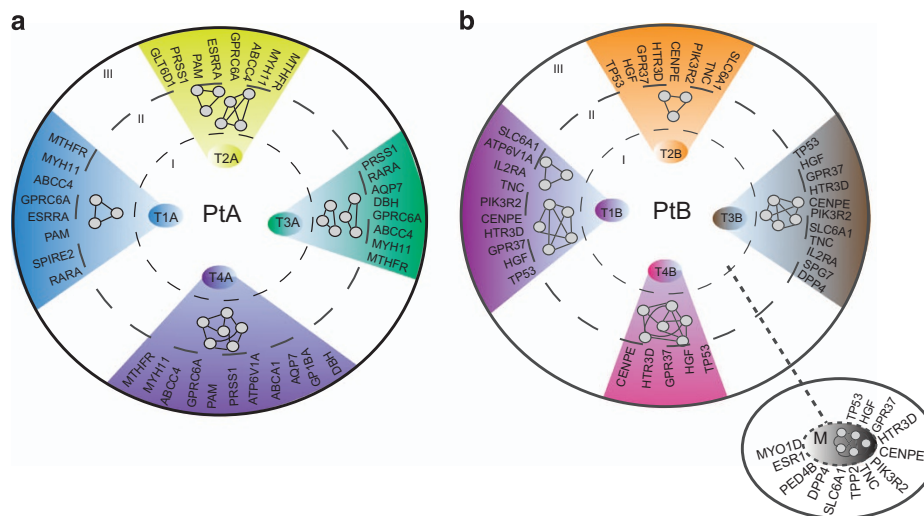 a
III
II
I
GLT6D1
PRSS1
PAM
ESRRA
GPRC6A
ABCC4
MYH11
MTHFR
T2A
MTHFR
MYH11
ABCC4
GPRC6A
ESRRA
PAM
SPIRE2
RARA
T1A
PtA
T3A
PRSS1
RARA
AQP7
DBH
GPRC6A
ABCC4
MYH11
MTHFR
T4A
MTHFR
MYH11
ABCC4
GPRC6A
PAM
PRSS1
ATP6V1A
ABCA1
AQP7
GP1BA
DBH
b
III
II
I
TP53
HGF
GPR37
HTR3D
CENPE
PIK3R2
TNC
SLC6A1
T2B
SLC6A1
ATP6V1A
IL2RA
TNC
PIK3R2
CENPE
HTR3D
GPR37
HGF
TP53
T1B
PtB
T3B
TP53
HGF
GPR37
HTR3D
CENPE
PIK3R2
SLC6A1
TNC
IL2RA
SPG7
DPP4
T4B
CENPE
HTR3D
GPR37
HGF
TP53
M
MYO1D
ESR1
PED4B
DPP4
SLC6A1
TPP2
TNC
PIK3R2
CENPE
HTR3D
GPR37
HGF
TP53